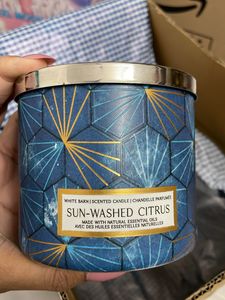 WHITE BARN | SCENTED CANDLE / CHANDELLE PARFUMÉE
SUN-WASHED CITRUS
MADE WITH NATURAL ESSENTIAL OILS
AVEC DES HUILES ESSENTIELLES NATURELLES